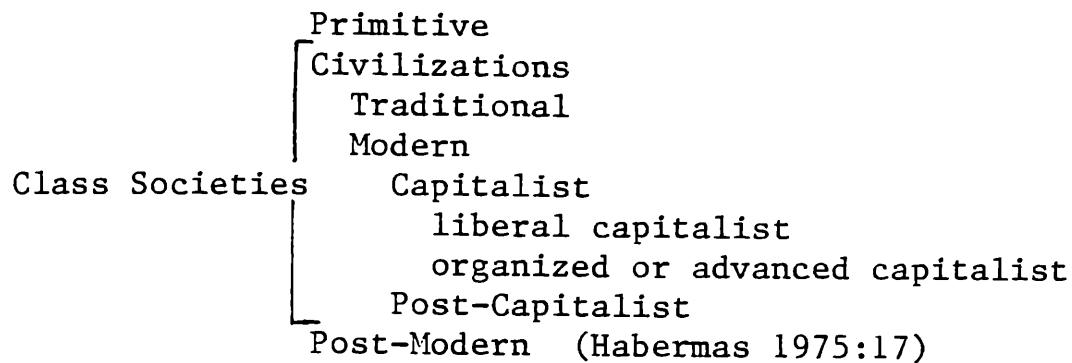 Primitive
Civilizations
Traditional
Modern
Class Societies Capitalist
liberal capitalist
organized or advanced capitalist
Post-Capitalist
Post-Modern (Habermas 1975:17)